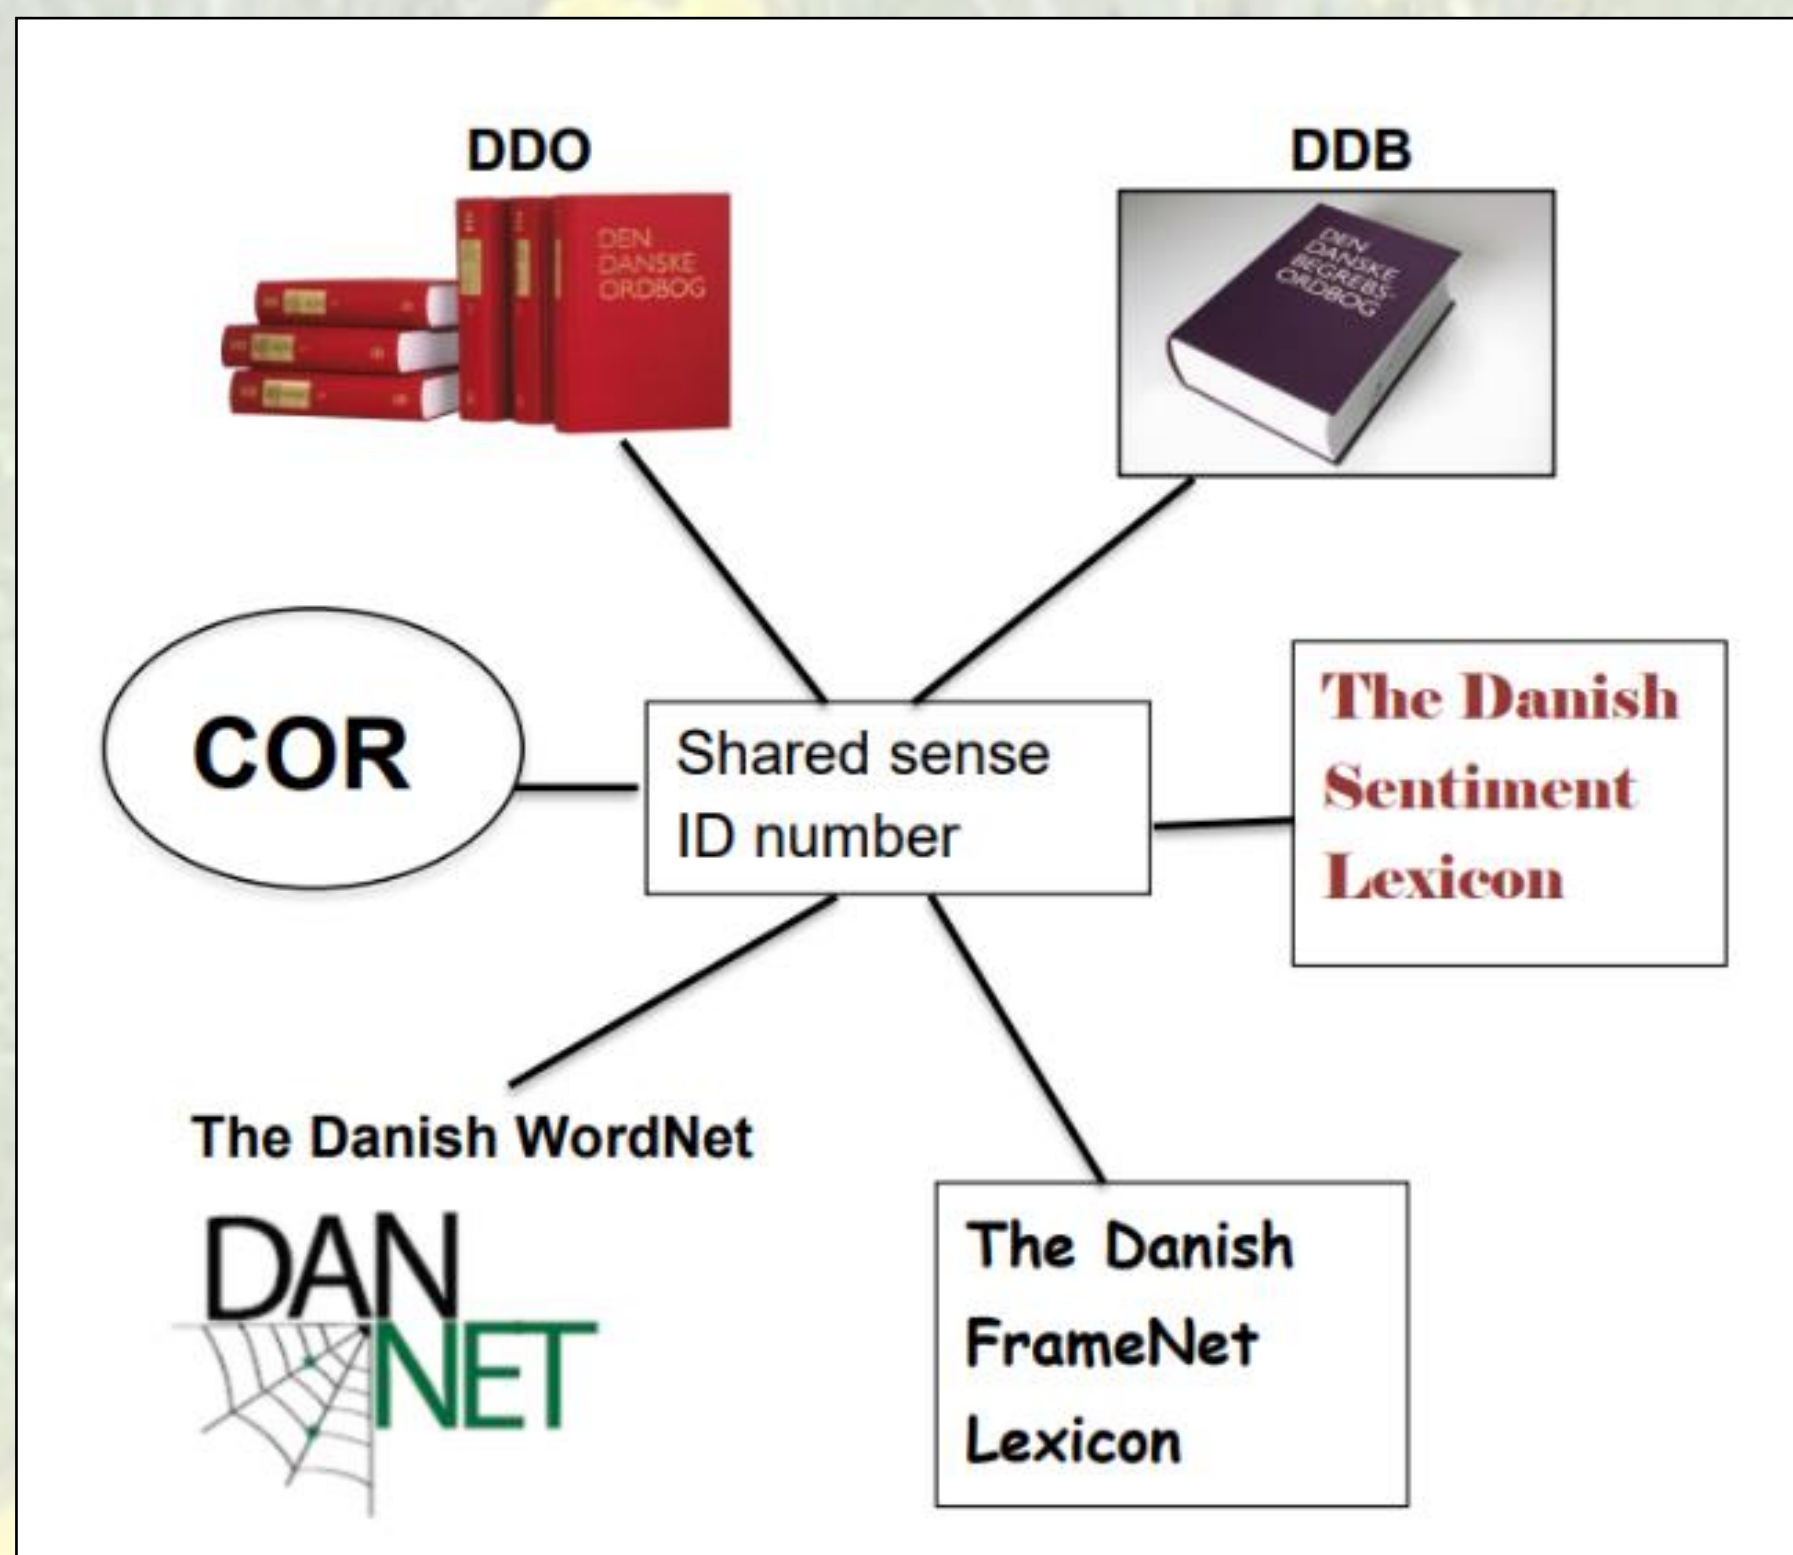 DDO
DDB
DEN
DANSKE
ORDBOG
DEN
DANSKE
BEGREBS-
ORDBOG
COR
Shared sense
ID number
The Danish
Sentiment
Lexicon
The Danish WordNet
DAN
NET
The Danish
FrameNet
Lexicon